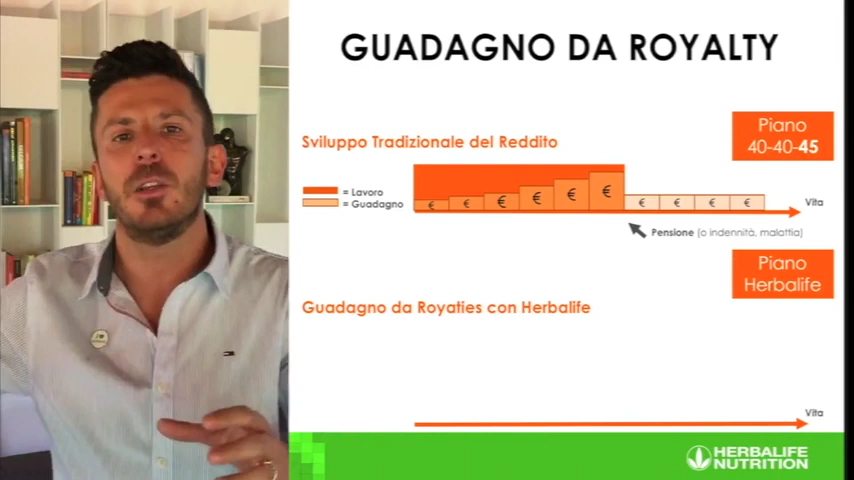 GUADAGNO DA ROYALTY
Piano
40-40-45
Sviluppo Tradizionale del Reddito
= Lavoro
= Guadagno
€ € € € € € € € € €
Vita
Pensione (o indennità, malattia)
Piano
Herbalife
Guadagno da Royaties con Herbalife
Vita
HERBALIFE
NUTRITION